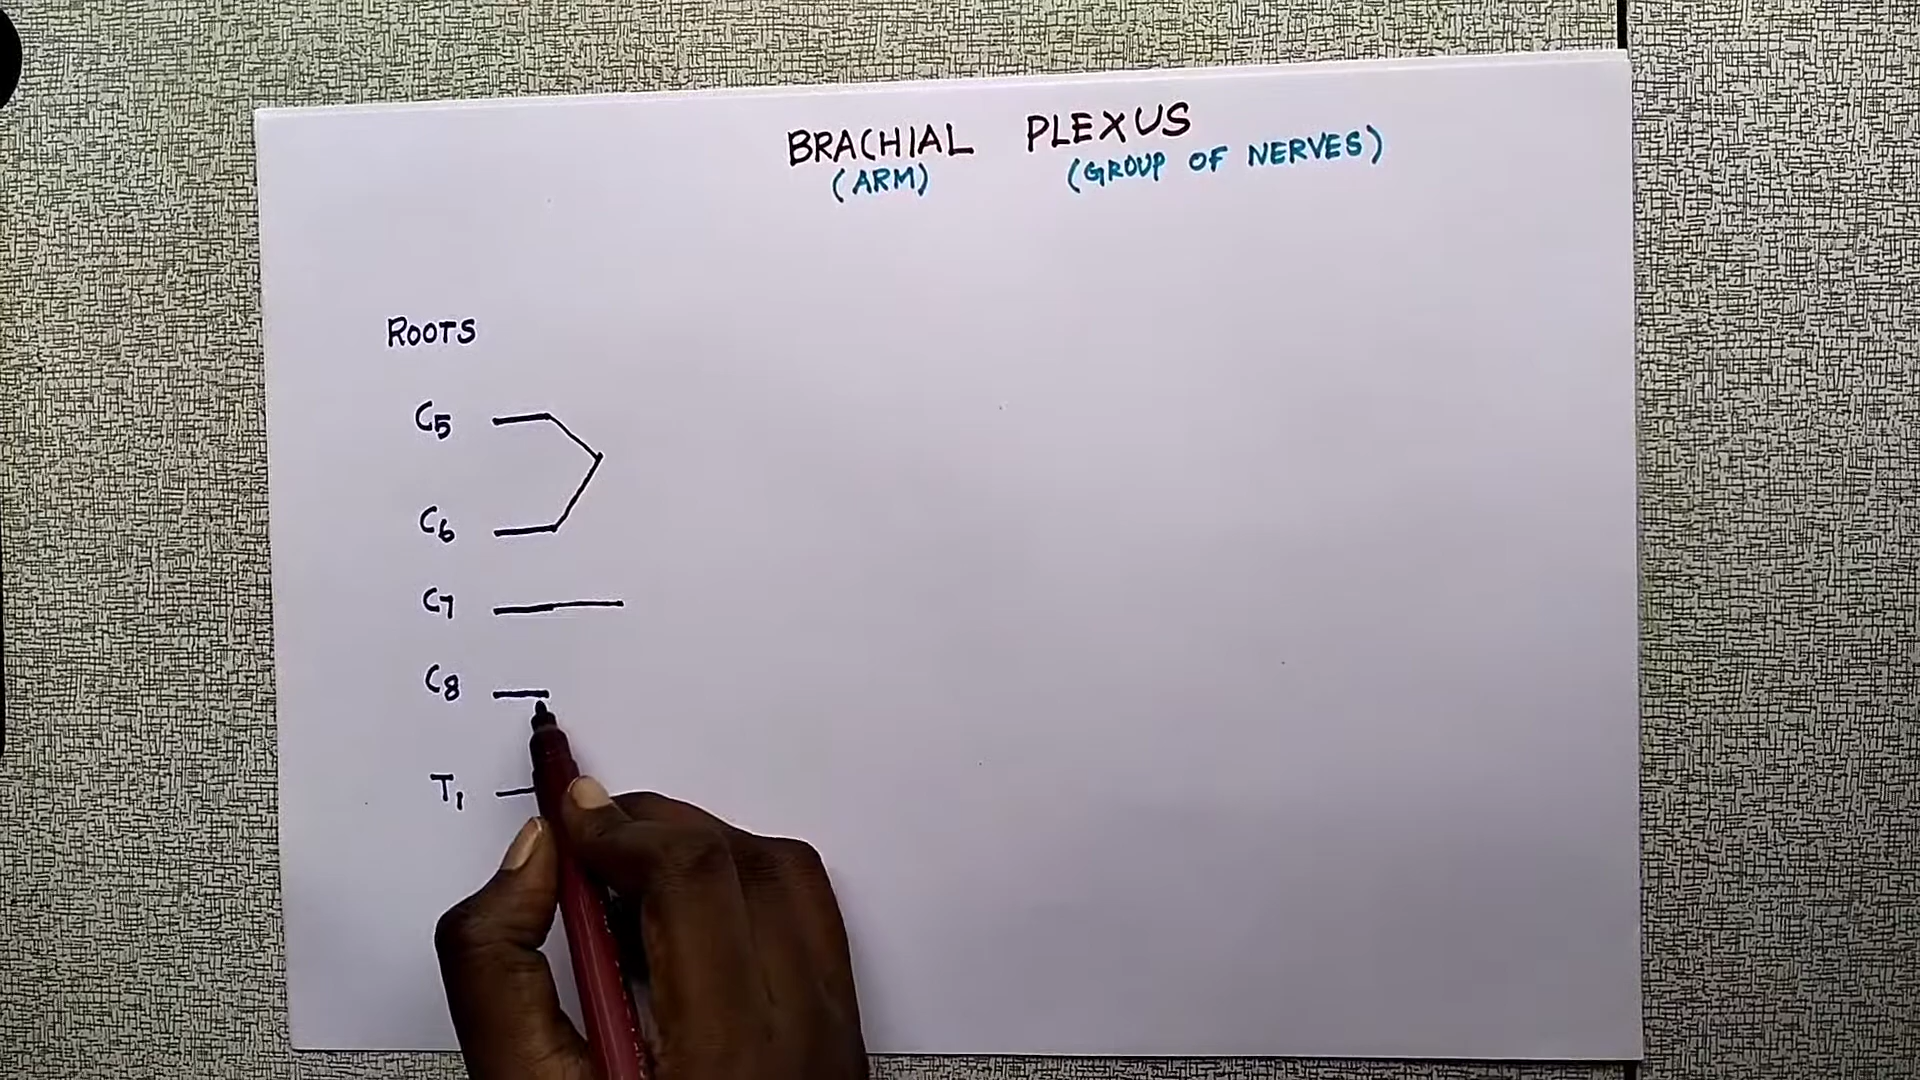 BRACHIAL PLEXUS
(ARM) (GROUP OF NERVES)
ROOTS
C5
C6
C7
C8
T1